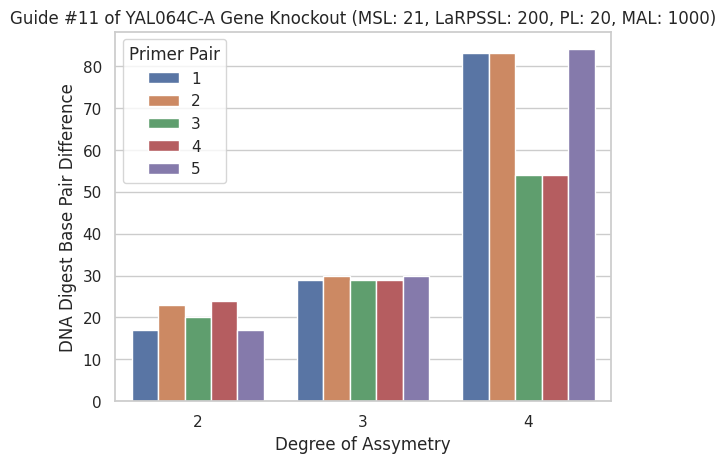 Guide #11 of YAL064C-A Gene Knockout (MSL: 21, LaRPSSL: 200, PL: 20, MAL: 1000)
Primer Pair
1
2
3
4
5
DNA Digest Base Pair Difference
80
70
60
50
40
30
20
10
0
2 3 4
Degree of Assymetry